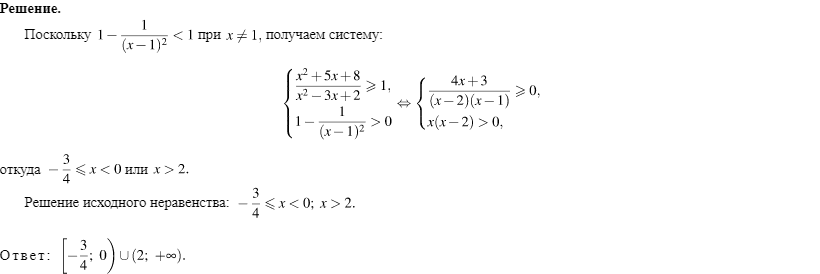 Решение.
Поскольку $1 - \frac{1}{(x-1)^2} < 1$ при $x \neq 1$, получаем систему:
$\begin{cases} \frac{x^2+5x+8}{x^2-3x+2} \geqslant 1, \\ 1 - \frac{1}{(x-1)^2} > 0 \end{cases} \Leftrightarrow \begin{cases} \frac{4x+3}{(x-2)(x-1)} \geqslant 0, \\ x(x-2) > 0, \end{cases}$
откуда $-\frac{3}{4} \leqslant x < 0$ или $x > 2$.
Решение исходного неравенства: $-\frac{3}{4} \leqslant x < 0$; $x > 2$.
Ответ: $\left[-\frac{3}{4};\ 0\right) \cup (2;\ +\infty)$.